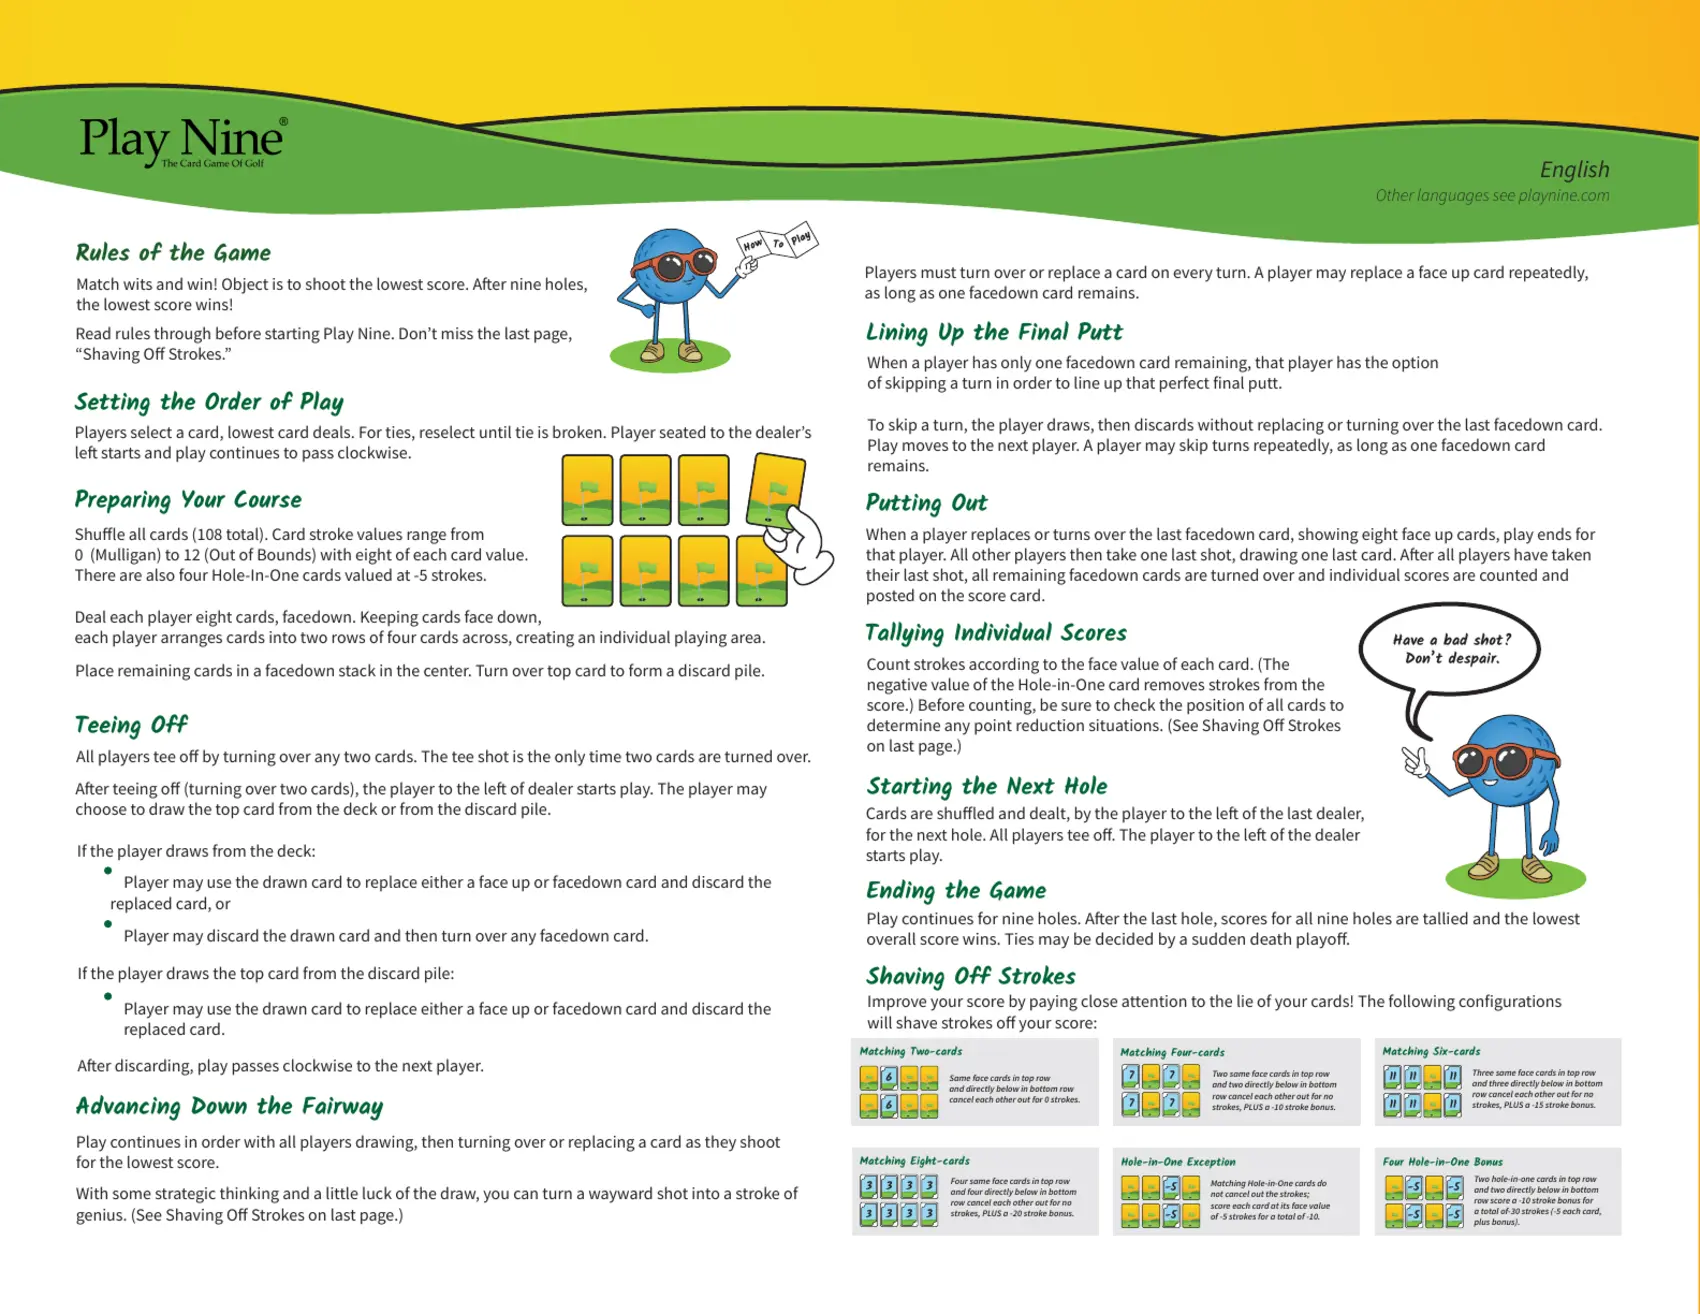 Play Nine®
The Card Game Of Golf
English
Other languages see playnine.com
Rules of the Game
Match wits and win! Object is to shoot the lowest score. After nine holes,
the lowest score wins!
Read rules through before starting Play Nine. Don't miss the last page,
“Shaving Off Strokes.”
How To Play
Setting the Order of Play
Players select a card, lowest card deals. For ties, reselect until tie is broken. Player seated to the dealer's
left starts and play continues to pass clockwise.
Preparing Your Course
Shuffle all cards (108 total). Card stroke values range from
0 (Mulligan) to 12 (Out of Bounds) with eight of each card value.
There are also four Hole-In-One cards valued at -5 strokes.
Deal each player eight cards, facedown. Keeping cards face down,
each player arranges cards into two rows of four cards across, creating an individual playing area.
Place remaining cards in a facedown stack in the center. Turn over top card to form a discard pile.
Teeing Off
All players tee off by turning over any two cards. The tee shot is the only time two cards are turned over.
After teeing off (turning over two cards), the player to the left of dealer starts play. The player may
choose to draw the top card from the deck or from the discard pile.
If the player draws from the deck:
• Player may use the drawn card to replace either a face up or facedown card and discard the
replaced card, or
• Player may discard the drawn card and then turn over any facedown card.
If the player draws the top card from the discard pile:
• Player may use the drawn card to replace either a face up or facedown card and discard the
replaced card.
After discarding, play passes clockwise to the next player.
Advancing Down the Fairway
Play continues in order with all players drawing, then turning over or replacing a card as they shoot
for the lowest score.
With some strategic thinking and a little luck of the draw, you can turn a wayward shot into a stroke of
genius. (See Shaving Off Strokes on last page.)
Players must turn over or replace a card on every turn. A player may replace a face up card repeatedly,
as long as one facedown card remains.
Lining Up the Final Putt
When a player has only one facedown card remaining, that player has the option
of skipping a turn in order to line up that perfect final putt.
To skip a turn, the player draws, then discards without replacing or turning over the last facedown card.
Play moves to the next player. A player may skip turns repeatedly, as long as one facedown card
remains.
Putting Out
When a player replaces or turns over the last facedown card, showing eight face up cards, play ends for
that player. All other players then take one last shot, drawing one last card. After all players have taken
their last shot, all remaining facedown cards are turned over and individual scores are counted and
posted on the score card.
Tallying Individual Scores
Count strokes according to the face value of each card. (The
negative value of the Hole-in-One card removes strokes from the
score.) Before counting, be sure to check the position of all cards to
determine any point reduction situations. (See Shaving Off Strokes
on last page.)
Have a bad shot?
Don't despair.
Starting the Next Hole
Cards are shuffled and dealt, by the player to the left of the last dealer,
for the next hole. All players tee off. The player to the left of the dealer
starts play.
Ending the Game
Play continues for nine holes. After the last hole, scores for all nine holes are tallied and the lowest
overall score wins. Ties may be decided by a sudden death playoff.
Shaving Off Strokes
Improve your score by paying close attention to the lie of your cards! The following configurations
will shave strokes off your score:
Matching Two-cards
6
6
Same face cards in top row
and directly below in bottom row
cancel each other out for 0 strokes.
Matching Four-cards
7 7
7 7
Two same face cards in top row
and two directly below in bottom
row cancel each other out for no
strokes, PLUS a -10 stroke bonus.
Matching Six-cards
11 11 11
11 11 11
Three same face cards in top row
and three directly below in bottom
row cancel each other out for no
strokes, PLUS a -15 stroke bonus.
Matching Eight-cards
3 3 3 3
3 3 3 3
Four same face cards in top row
and four directly below in bottom
row cancel each other out for no
strokes, PLUS a -20 stroke bonus.
Hole-in-One Exception
-5
-5
Matching Hole-in-One cards do
not cancel out the strokes;
score each card at its face value
of -5 strokes for a total of -10.
Four Hole-in-One Bonus
-5 -5
-5 -5
Two hole-in-one cards in top row
and two directly below in bottom
row score a -10 stroke bonus for
a total of-30 strokes (-5 each card,
plus bonus).